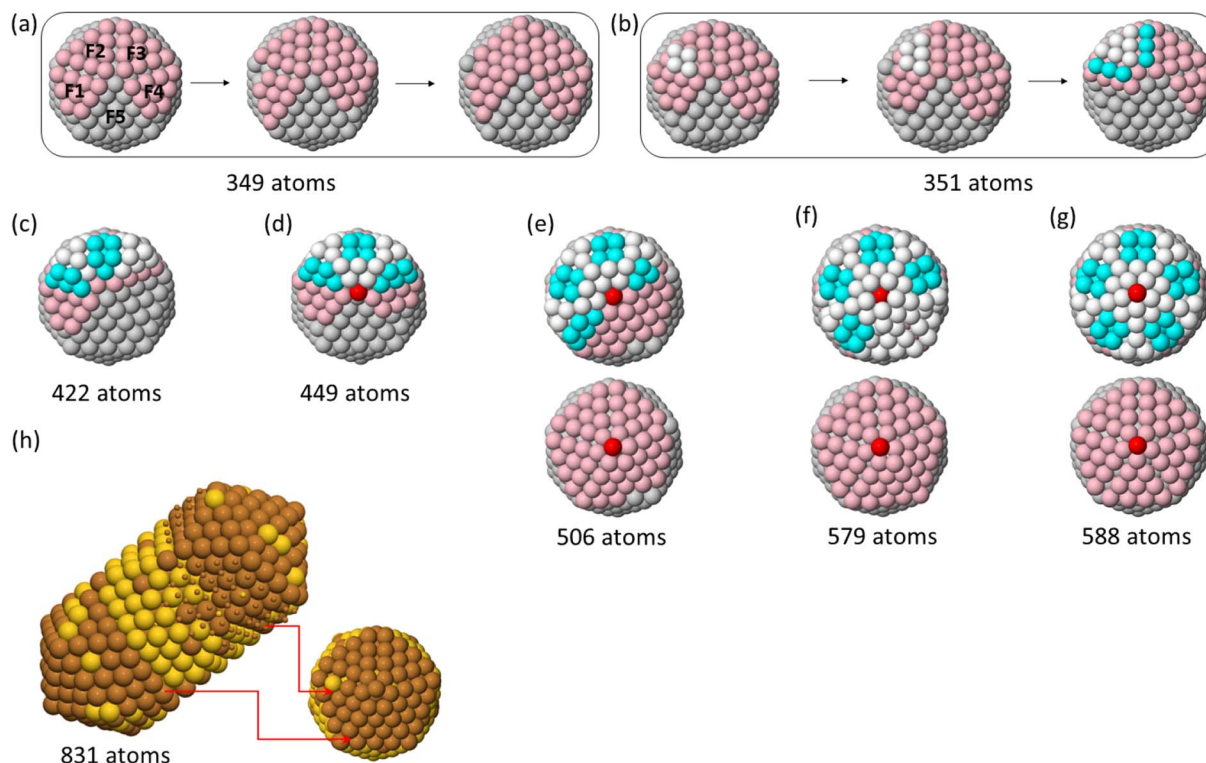 (a)
F2 F3
F1 F4
F5
349 atoms
(b)
351 atoms
(c)
422 atoms
(d)
449 atoms
(e)
506 atoms
(f)
579 atoms
(g)
588 atoms
(h)
831 atoms